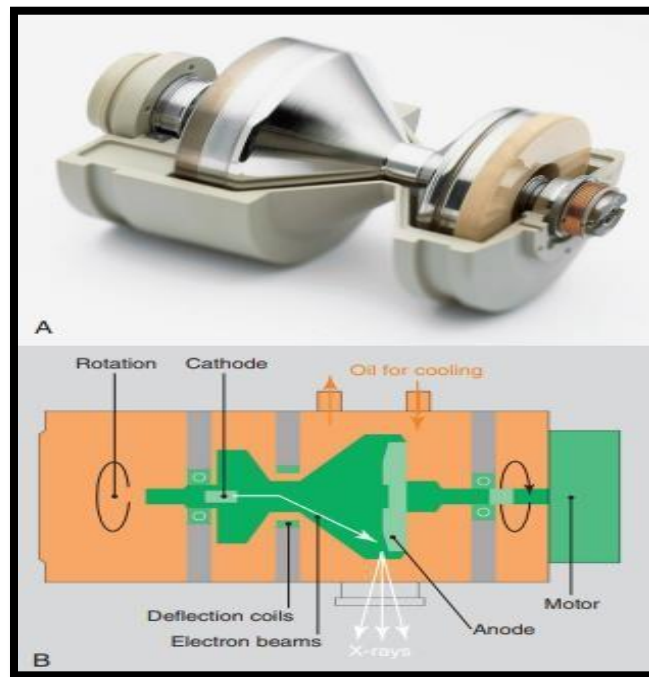 A
Rotation
Cathode
Oil for cooling
Deflection coils
Electron beams
X-rays
Anode
Motor
B